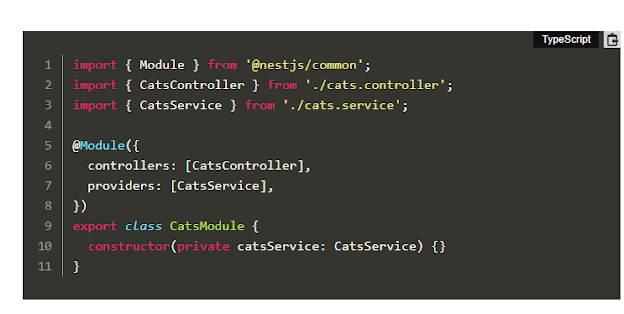 TypeScript
1 import { Module } from '@nestjs/common';
2 import { CatsController } from './cats.controller';
3 import { CatsService } from './cats.service';
4
5 @Module({
6   controllers: [CatsController],
7   providers: [CatsService],
8 })
9 export class CatsModule {
10   constructor(private catsService: CatsService) {}
11 }